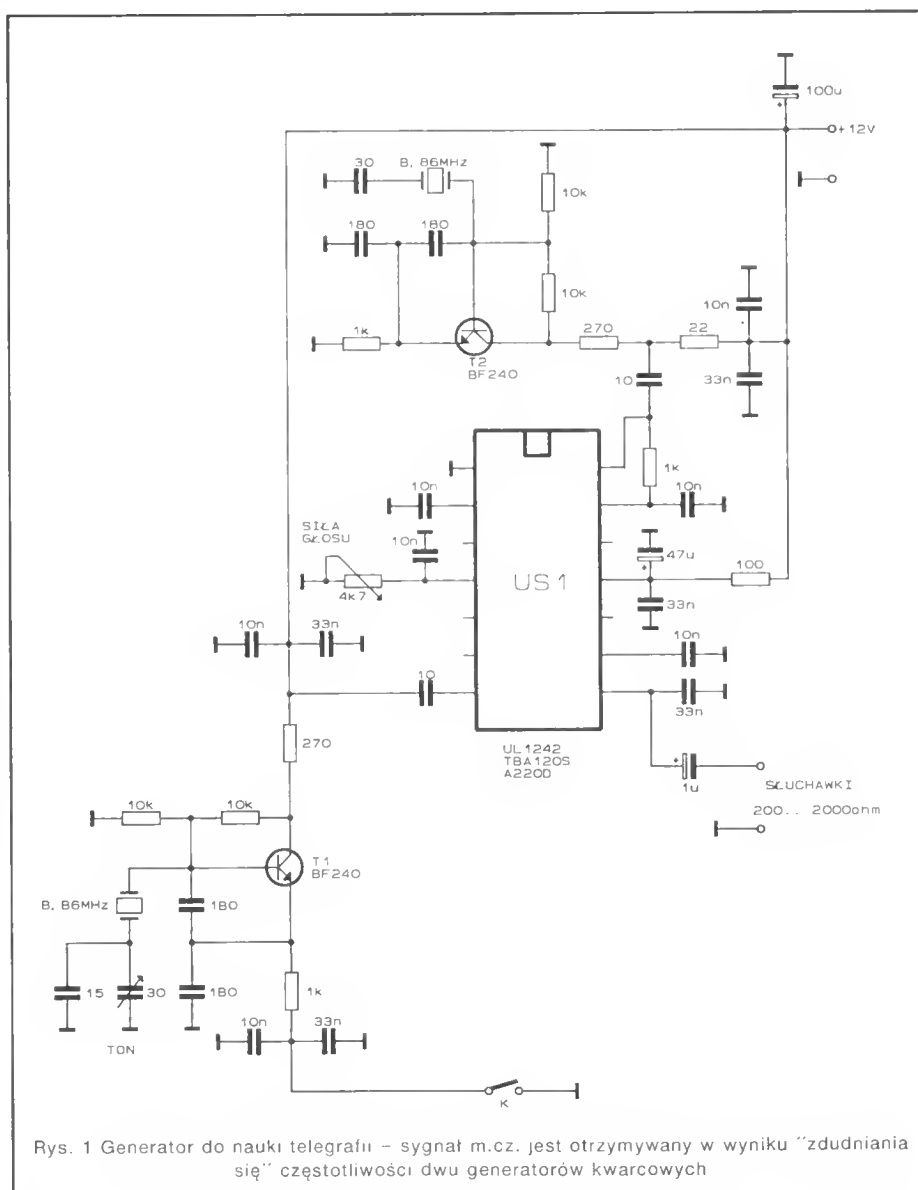 100u
+12V
30
B, 86MHz
10k
180
180
10k
10n
1k
270
22
T2
BF240
10
33n
1k
10n
10n
SIŁA
GŁOSU
10n
47u
US1
100
4k7
33n
10n
33n
10n
10
33n
270
UL1242
TBA120S
A220D
1u
SŁUCHAWKI
200.. 2000ohm
10k
10k
T1
BF240
B, 86MHz
180
15
30
180
1k
10n
33n
TON
K
Rys. 1 Generator do nauki telegrafii – sygnał m.cz. jest otrzymywany w wyniku "zdudniania
się" częstotliwości dwu generatorów kwarcowych